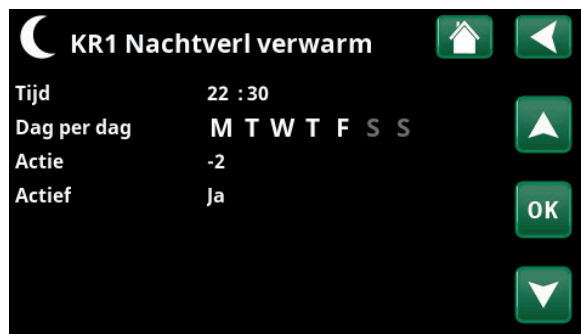 KR1 Nachtverl verwarm
Tijd 22 :30
Dag per dag M T W T F S S
Actie -2
Actief Ja
OK